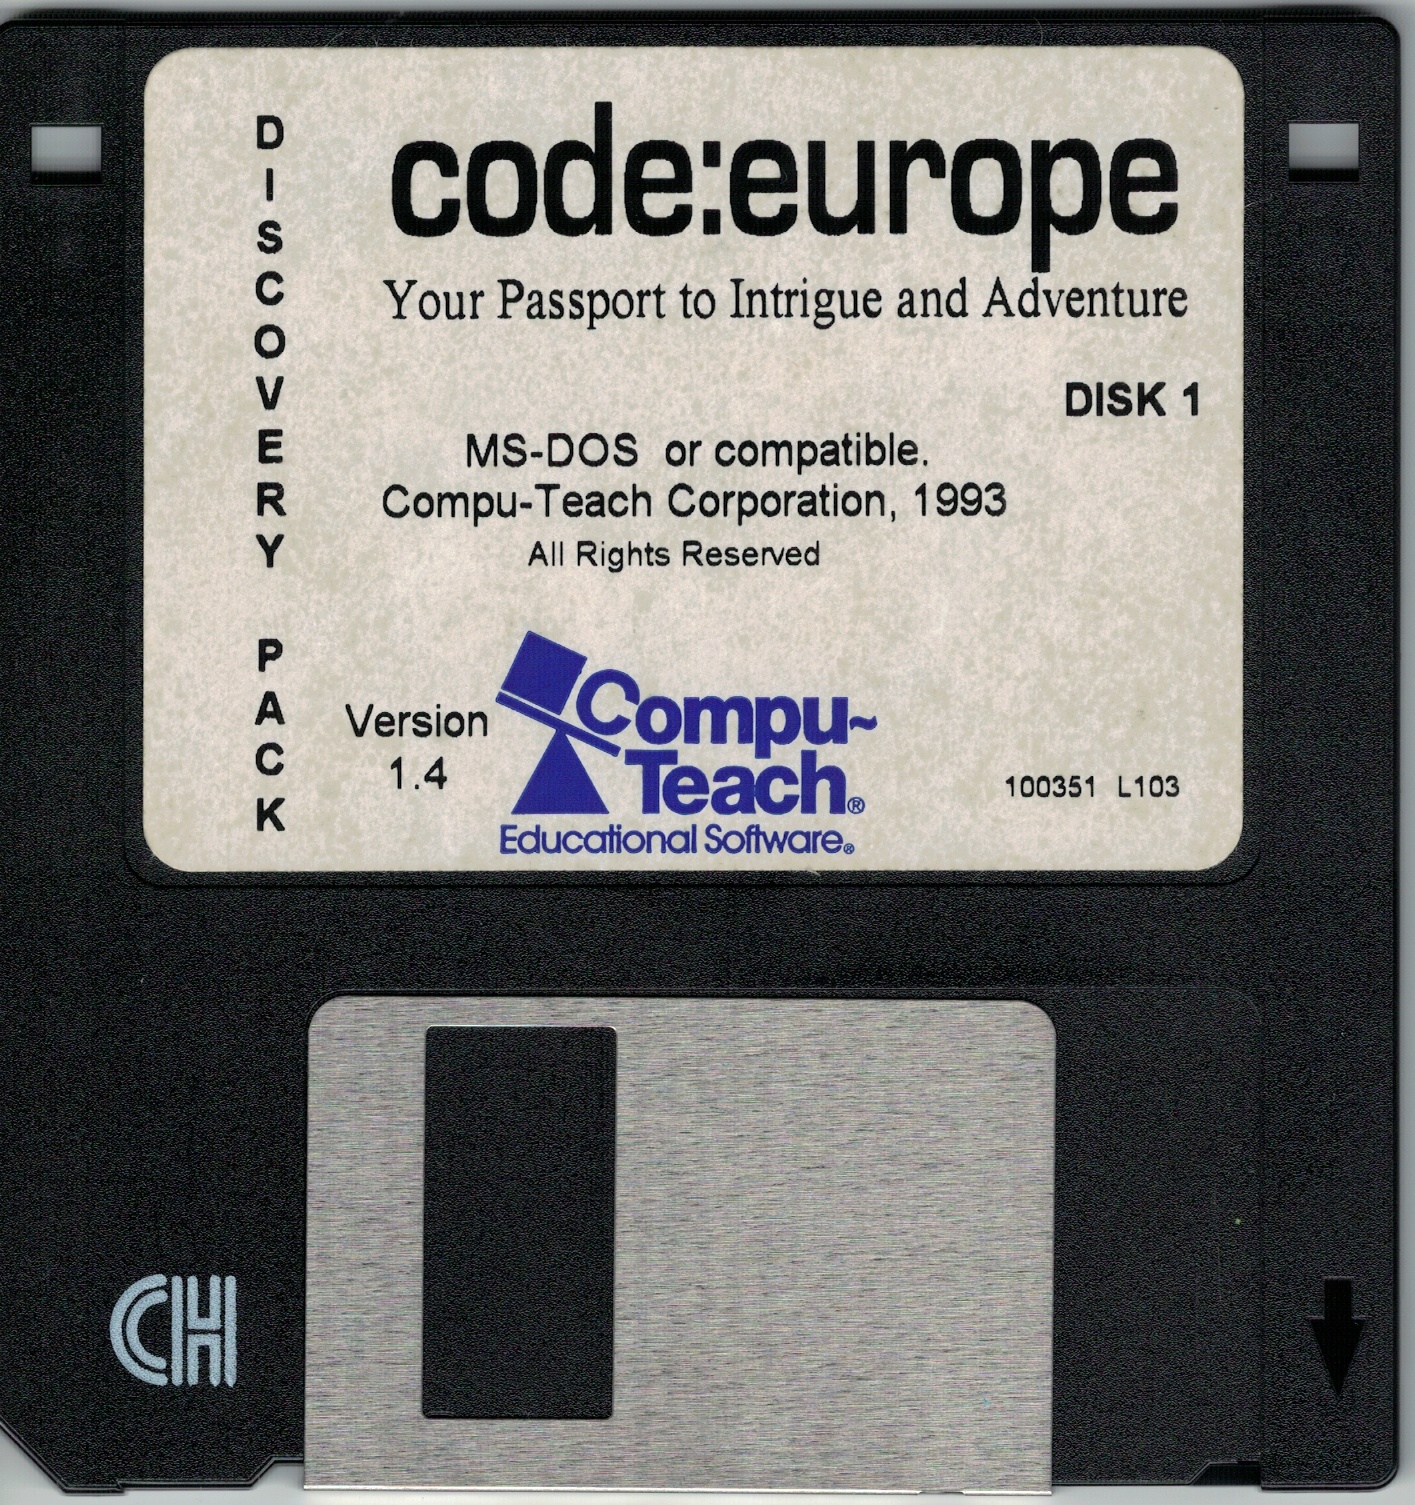 DISCOVERY PACK
code:europe
Your Passport to Intrigue and Adventure
DISK 1
MS-DOS or compatible.
Compu-Teach Corporation, 1993
All Rights Reserved
Version
1.4
Compu~
Teach®
Educational Software®
100351 L103
CH